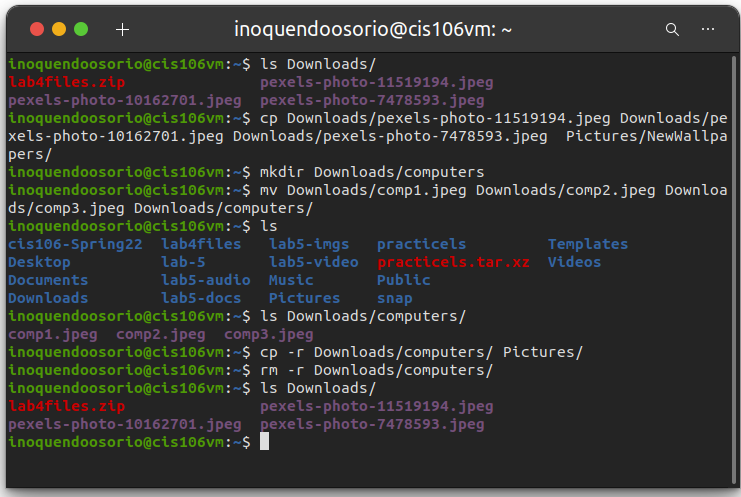 inoquendoosorio@cis106vm: ~
inoquendoosorio@cis106vm:~$ ls Downloads/
lab4files.zip                pexels-photo-11519194.jpeg
pexels-photo-10162701.jpeg  pexels-photo-7478593.jpeg
inoquendoosorio@cis106vm:~$ cp Downloads/pexels-photo-11519194.jpeg Downloads/pe
xels-photo-10162701.jpeg Downloads/pexels-photo-7478593.jpeg  Pictures/NewWallpa
pers/
inoquendoosorio@cis106vm:~$ mkdir Downloads/computers
inoquendoosorio@cis106vm:~$ mv Downloads/comp1.jpeg Downloads/comp2.jpeg Downloa
ds/comp3.jpeg Downloads/computers/
inoquendoosorio@cis106vm:~$ ls
cis106-Spring22  lab4files   lab5-imgs   practicels         Templates
Desktop          lab-5       lab5-video  practicels.tar.xz  Videos
Documents        lab5-audio  Music       Public
Downloads        lab5-docs   Pictures    snap
inoquendoosorio@cis106vm:~$ ls Downloads/computers/
comp1.jpeg  comp2.jpeg  comp3.jpeg
inoquendoosorio@cis106vm:~$ cp -r Downloads/computers/ Pictures/
inoquendoosorio@cis106vm:~$ rm -r Downloads/computers/
inoquendoosorio@cis106vm:~$ ls Downloads/
lab4files.zip                pexels-photo-11519194.jpeg
pexels-photo-10162701.jpeg  pexels-photo-7478593.jpeg
inoquendoosorio@cis106vm:~$